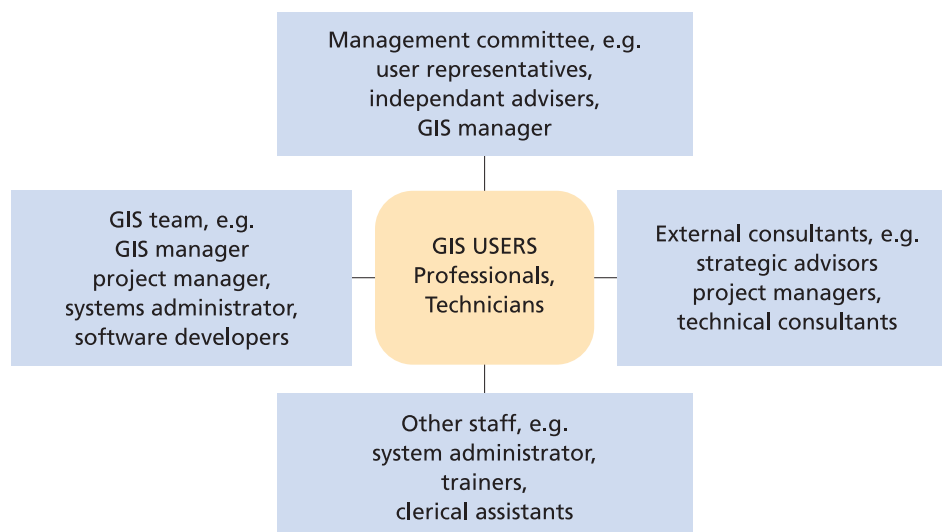 Management committee, e.g.
user representatives,
independant advisers,
GIS manager
GIS team, e.g.
GIS manager
project manager,
systems administrator,
software developers
GIS USERS
Professionals,
Technicians
External consultants, e.g.
strategic advisors
project managers,
technical consultants
Other staff, e.g.
system administrator,
trainers,
clerical assistants